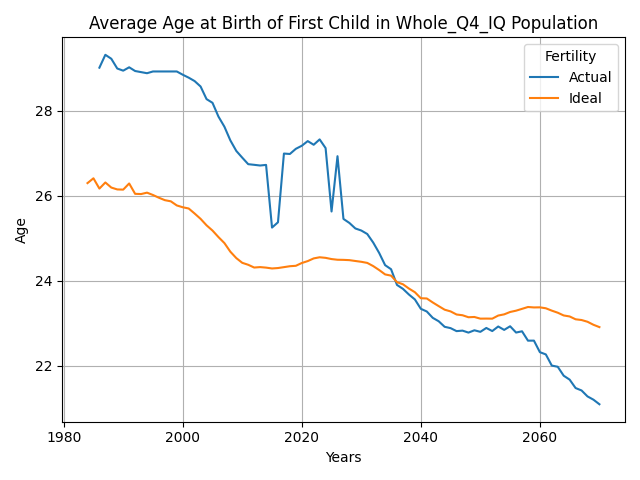 Average Age at Birth of First Child in Whole_Q4_IQ Population
Fertility
Actual
Ideal
Age
28
26
24
22
1980
2000
2020
2040
2060
Years